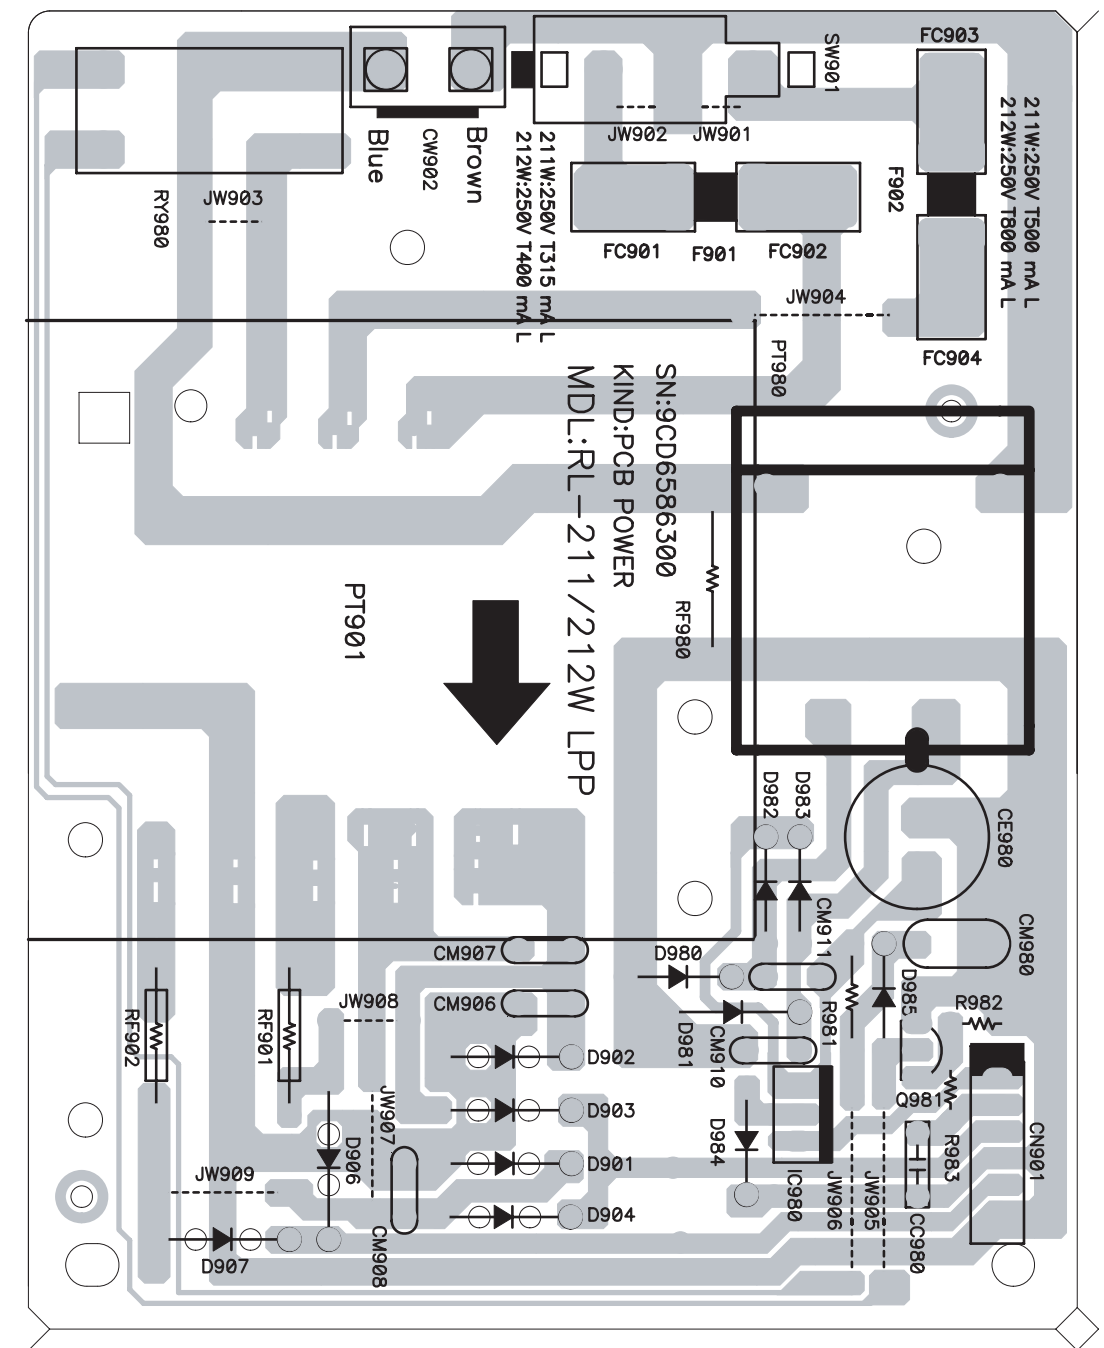 FC903
SW901
JW902
JW901
Blue
CW902
Brown
211W:250V T315 mA L
212W:250V T400 mA L
211W:250V T500 mA L
212W:250V T800 mA L
F902
RY980
JW903
FC901
F901
FC902
JW904
FC904
PT980
SN:9CD6586300
KIND:PCB POWER
MDL:RL-211/212W LPP
PT901
RF980
D982
D983
CE980
CM911
CM907
D980
CM980
CM906
JW908
D985
R982
RF902
RF901
D981
CM910
R981
D902
Q981
D903
JW907
D906
D984
R983
CN901
D901
JW909
IC980
JW906
JW905
CC980
D904
D907
CM908